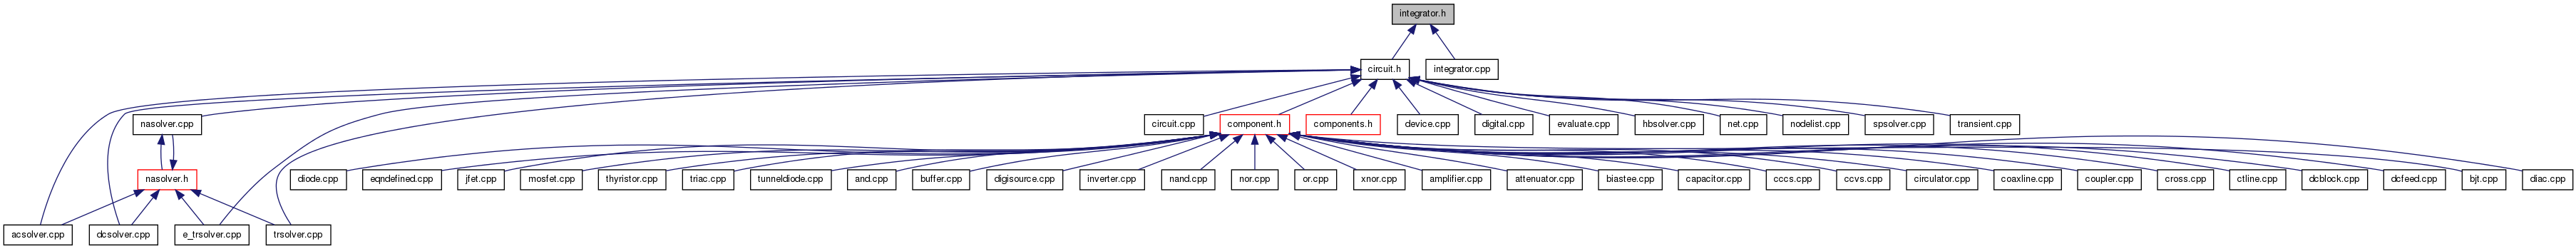 integrator.h
circuit.h
integrator.cpp
nasolver.cpp
circuit.cpp
component.h
components.h
device.cpp
digital.cpp
evaluate.cpp
hbsolver.cpp
net.cpp
nodelist.cpp
spsolver.cpp
transient.cpp
nasolver.h
diode.cpp
eqndefined.cpp
jfet.cpp
mosfet.cpp
thyristor.cpp
triac.cpp
tunneldiode.cpp
and.cpp
buffer.cpp
digisource.cpp
inverter.cpp
nand.cpp
nor.cpp
or.cpp
xnor.cpp
amplifier.cpp
attenuator.cpp
biastee.cpp
capacitor.cpp
cccs.cpp
ccvs.cpp
circulator.cpp
coaxline.cpp
coupler.cpp
cross.cpp
ctline.cpp
dcblock.cpp
dcfeed.cpp
bjt.cpp
diac.cpp
acsolver.cpp
dcsolver.cpp
e_trsolver.cpp
trsolver.cpp